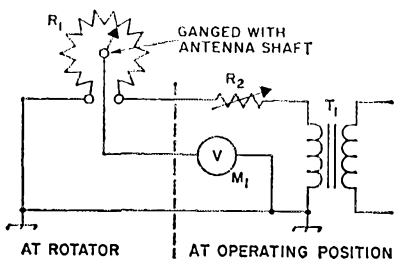 R1
GANGED WITH
ANTENNA SHAFT
R2
T1
V
M1
AT ROTATOR
AT OPERATING POSITION